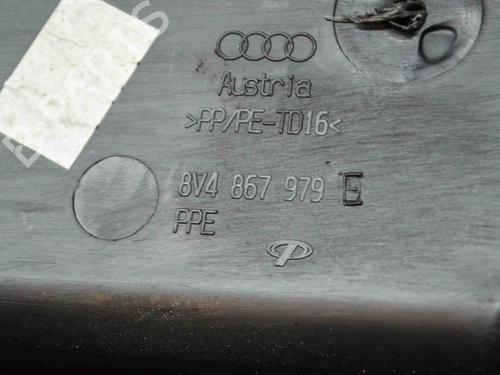 Austria
>PP/PE-TD16<
8V4 867 979 E
PPE